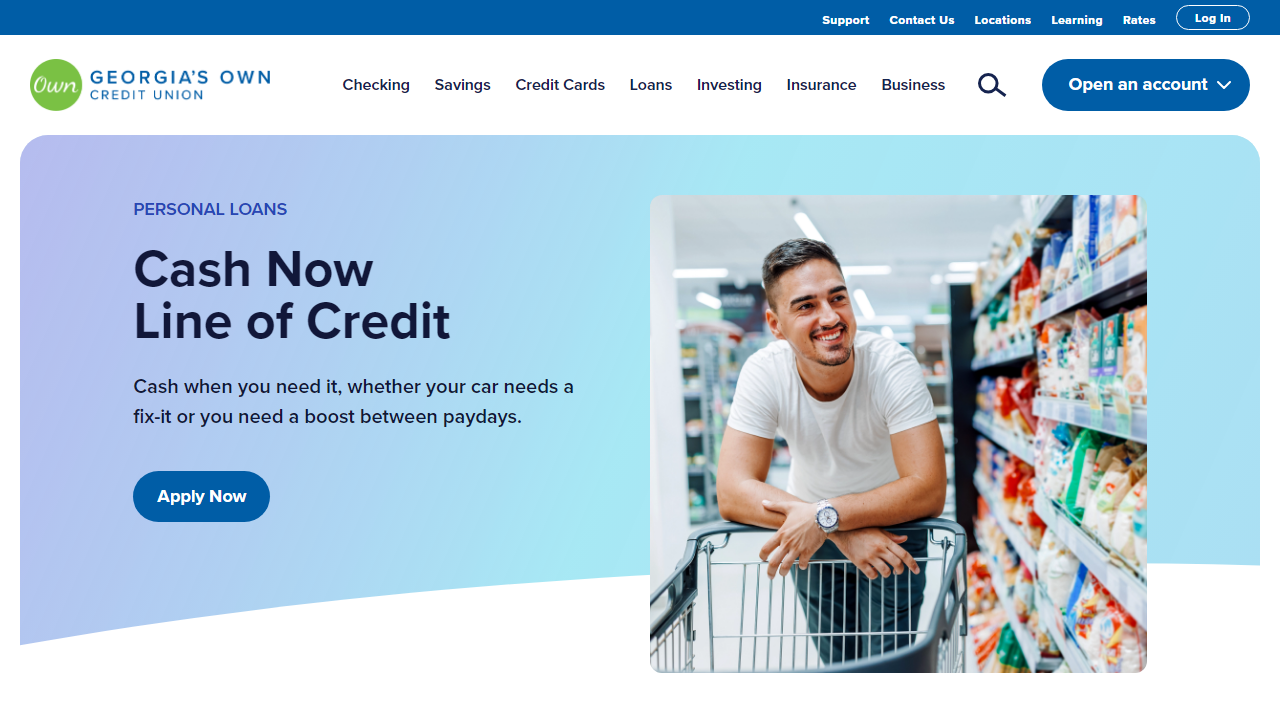 Support Contact Us Locations Learning Rates Log In
Own GEORGIA'S OWN
CREDIT UNION
Checking Savings Credit Cards Loans Investing Insurance Business Open an account
PERSONAL LOANS
Cash Now
Line of Credit
Cash when you need it, whether your car needs a
fix-it or you need a boost between paydays.
Apply Now